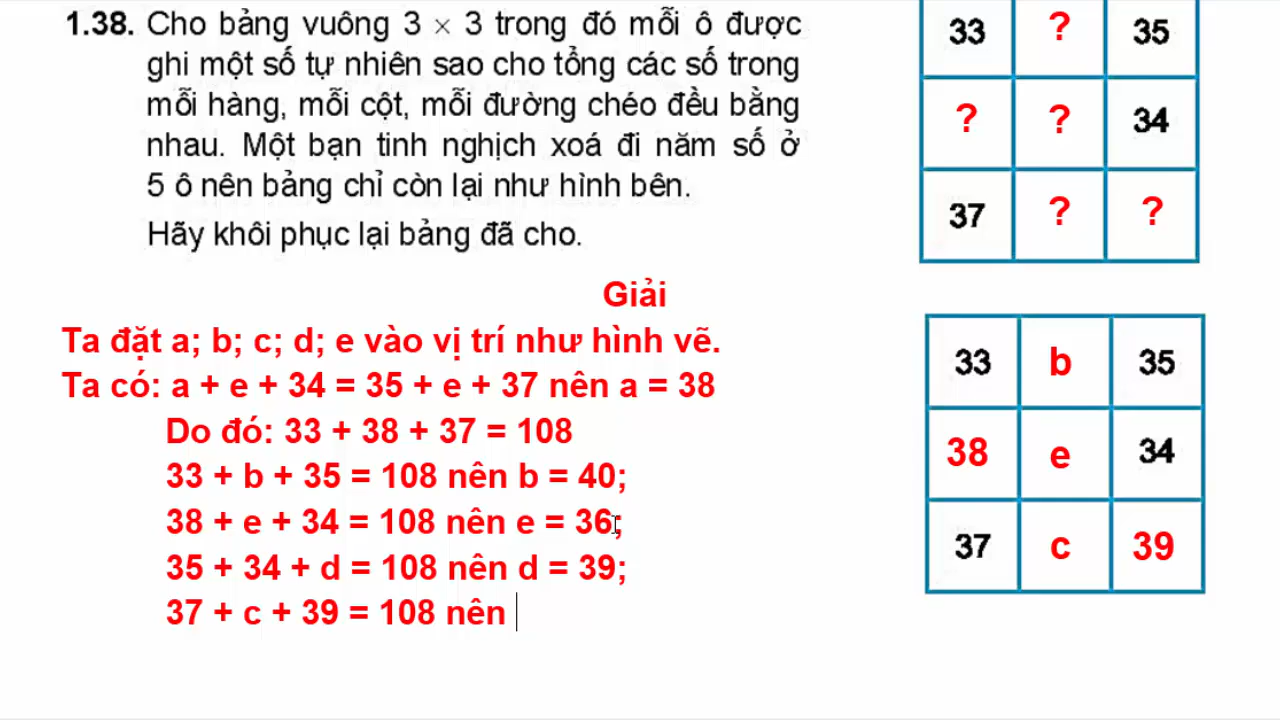 1.38. Cho bảng vuông 3 × 3 trong đó mỗi ô được
ghi một số tự nhiên sao cho tổng các số trong
mỗi hàng, mỗi cột, mỗi đường chéo đều bằng
nhau. Một bạn tinh nghịch xoá đi năm số ở
5 ô nên bảng chỉ còn lại như hình bên.
Hãy khôi phục lại bảng đã cho.
33 ? 35
? ? 34
37 ? ?
Giải
Ta đặt a; b; c; d; e vào vị trí như hình vẽ.
Ta có: a + e + 34 = 35 + e + 37 nên a = 38
Do đó: 33 + 38 + 37 = 108
33 + b + 35 = 108 nên b = 40;
38 + e + 34 = 108 nên e = 36;
35 + 34 + d = 108 nên d = 39;
37 + c + 39 = 108 nên
33 b 35
38 e 34
37 c 39